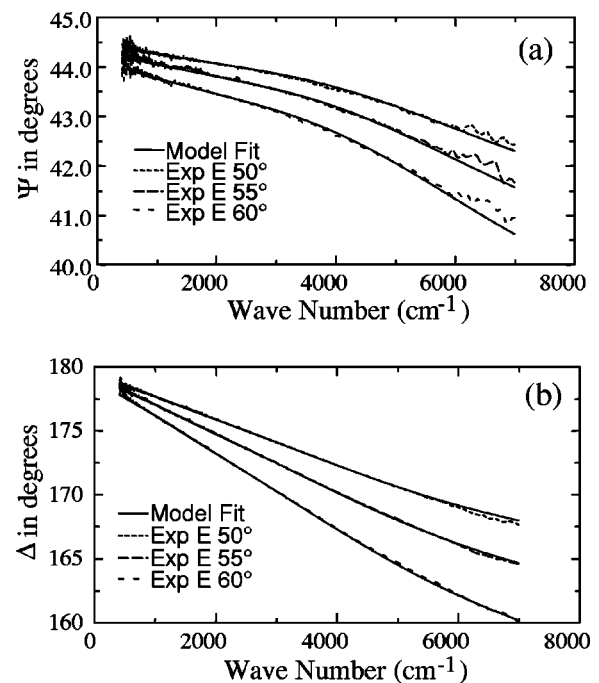 45.0
44.0
43.0
42.0
41.0
40.0
Ψ in degrees
(a)
Model Fit
Exp E 50°
Exp E 55°
Exp E 60°
0 2000 4000 6000 8000
Wave Number (cm-1)
180
175
170
165
160
Δ in degrees
(b)
Model Fit
Exp E 50°
Exp E 55°
Exp E 60°
0 2000 4000 6000 8000
Wave Number (cm-1)